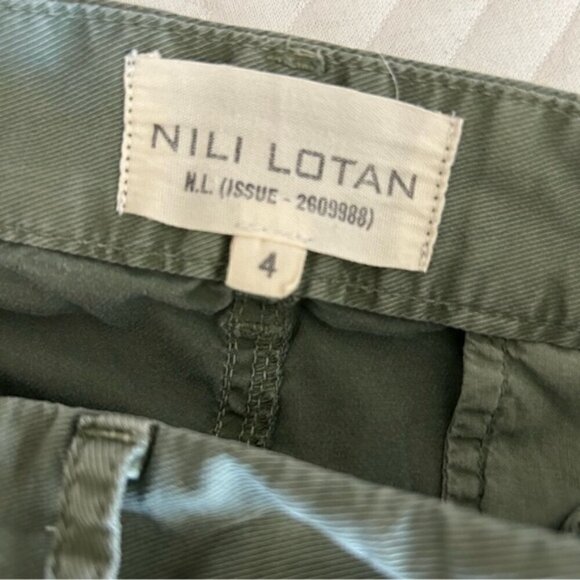 NILI LOTAN
N.L. (ISSUE - 2609988)
4